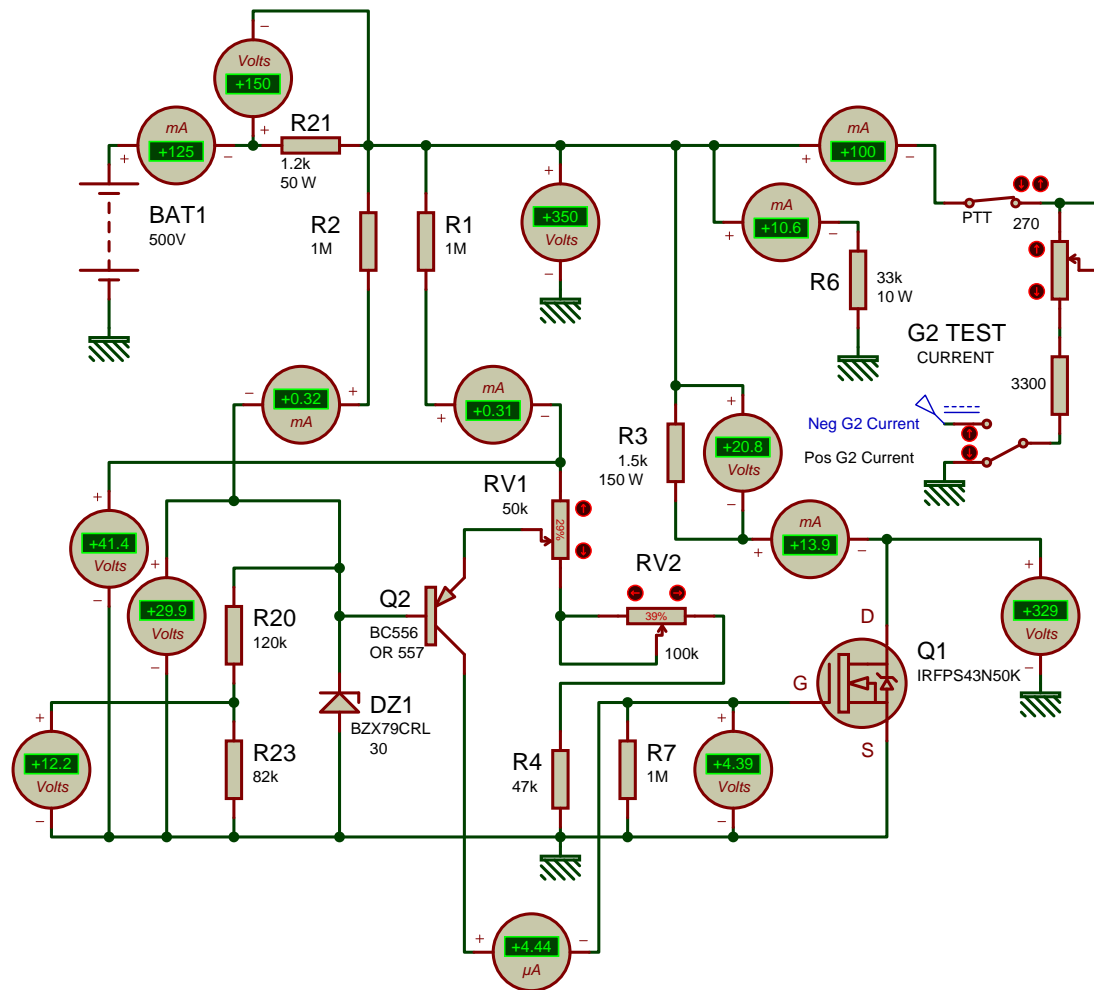 Volts
+150
mA
+125
R21
1.2k
50 W
BAT1
500V
R2
1M
R1
1M
+350
Volts
mA
+100
mA
+10.6
R6
33k
10 W
PTT
270
G2 TEST
CURRENT
3300
Neg G2 Current
Pos G2 Current
+0.32
mA
mA
+0.31
R3
1.5k
150 W
+20.8
Volts
mA
+13.9
RV1
50k
29%
+41.4
Volts
+29.9
Volts
R20
120k
Q2
BC556
OR 557
RV2
39%
100k
+329
Volts
D
G
S
Q1
IRFPS43N50K
DZ1
BZX79CRL
30
+12.2
Volts
R23
82k
R4
47k
R7
1M
+4.39
Volts
+4.44
µA